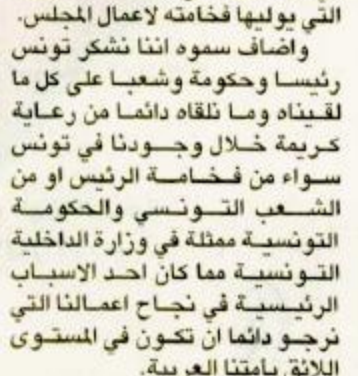 التي يوليها فخامته لاعمال المجلس.
واضاف سموه اننا نشكر تونس
رئيسا وحكومة وشعبا على كل ما
لقيناه وما نلقاه دائما من رعاية
كريمة خلال وجودنا في تونس
سواء من فخامة الرئيس او من
الشعب التونسي والحكومة
التونسية ممثلة في وزارة الداخلية
التونسية مما كان احد الاسباب
الرئيسية في نجاح اعمالنا التي
نرجو دائما ان تكون في المستوى
اللائق بأمتنا العربية.